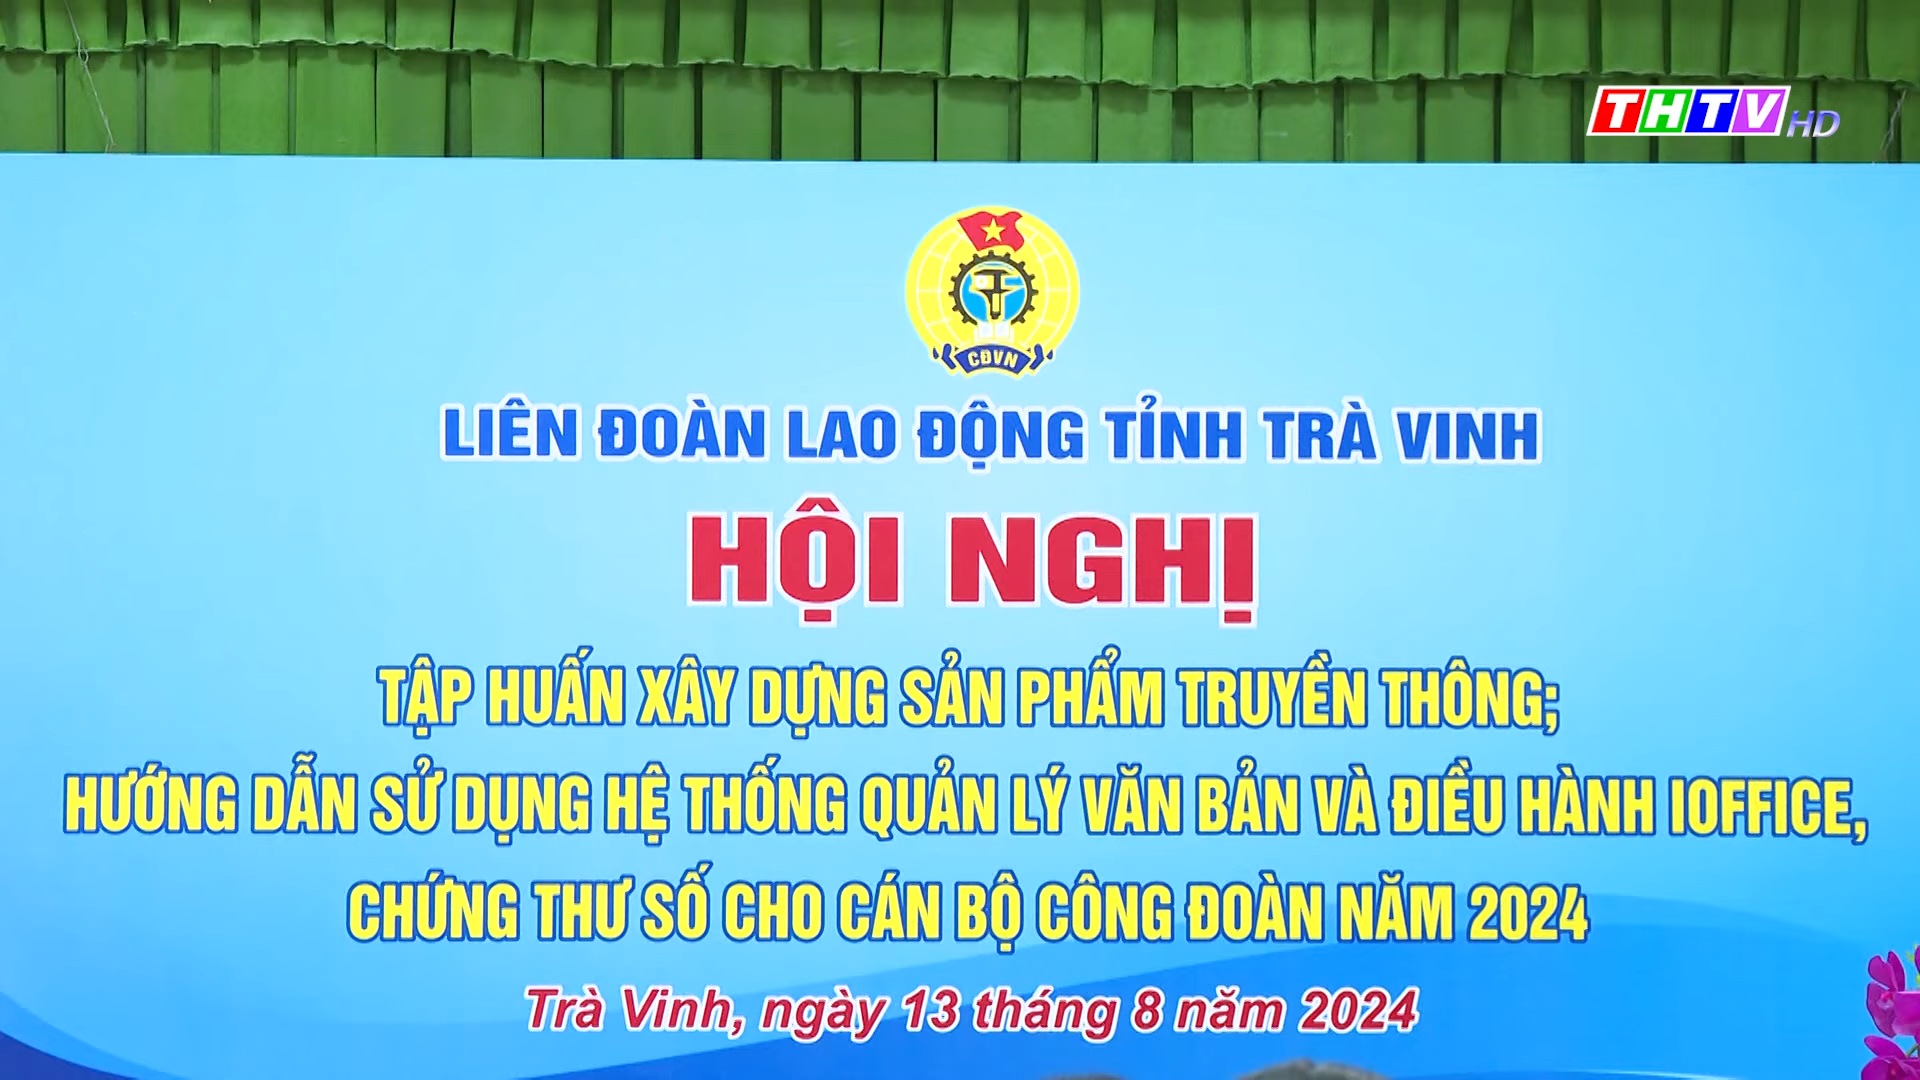 THTV HD
CĐVN
LIÊN ĐOÀN LAO ĐỘNG TỈNH TRÀ VINH
HỘI NGHỊ
TẬP HUẤN XÂY DỰNG SẢN PHẨM TRUYỀN THÔNG;
HƯỚNG DẪN SỬ DỤNG HỆ THỐNG QUẢN LÝ VĂN BẢN VÀ ĐIỀU HÀNH IOFFICE,
CHỨNG THƯ SỐ CHO CÁN BỘ CÔNG ĐOÀN NĂM 2024
Trà Vinh, ngày 13 tháng 8 năm 2024